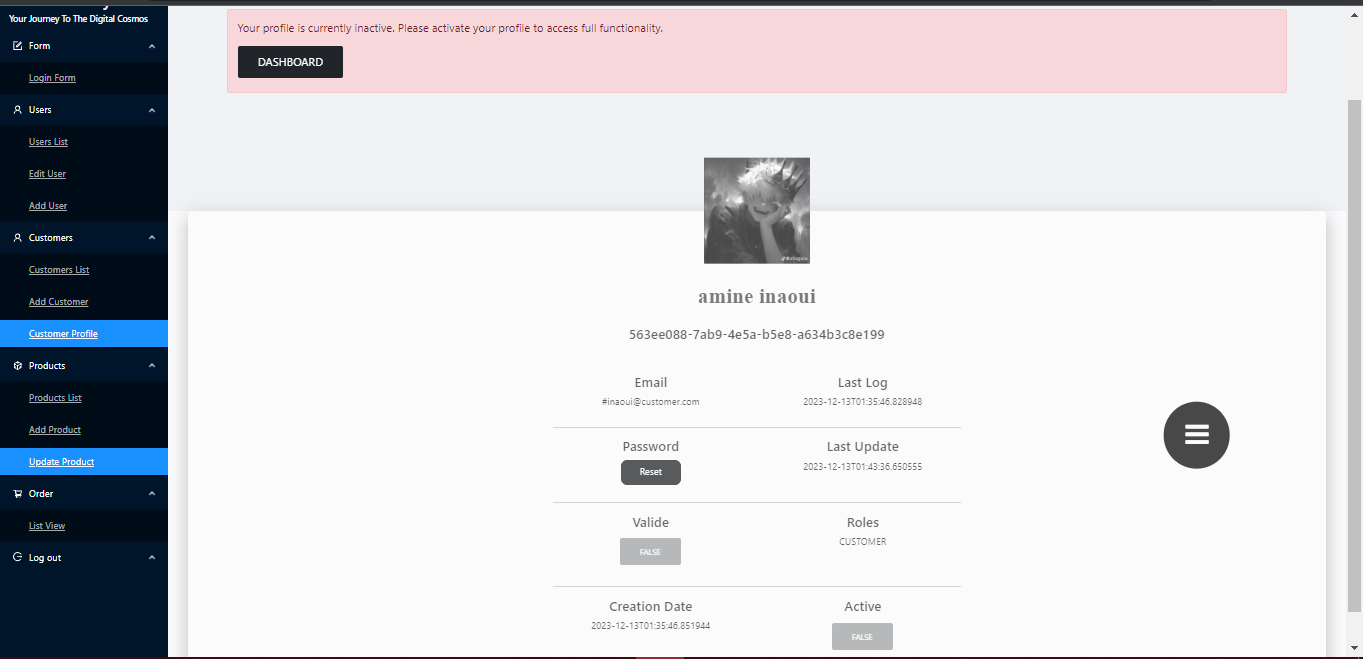 Your Journey To The Digital Cosmos
Form
Login Form
Users
Users List
Edit User
Add User
Customers
Customers List
Add Customer
Customer Profile
Products
Products List
Add Product
Update Product
Order
List View
Log out
Your profile is currently inactive. Please activate your profile to access full functionality.
DASHBOARD
amine inaoui
563ee088-7ab9-4e5a-b5e8-a634b3c8e199
Email
#inaoui@customer.com
Last Log
2023-12-13T01:35:46.828948
Password
Reset
Last Update
2023-12-13T01:43:36.650555
Valide
FALSE
Roles
CUSTOMER
Creation Date
2023-12-13T01:35:46.851944
Active
FALSE